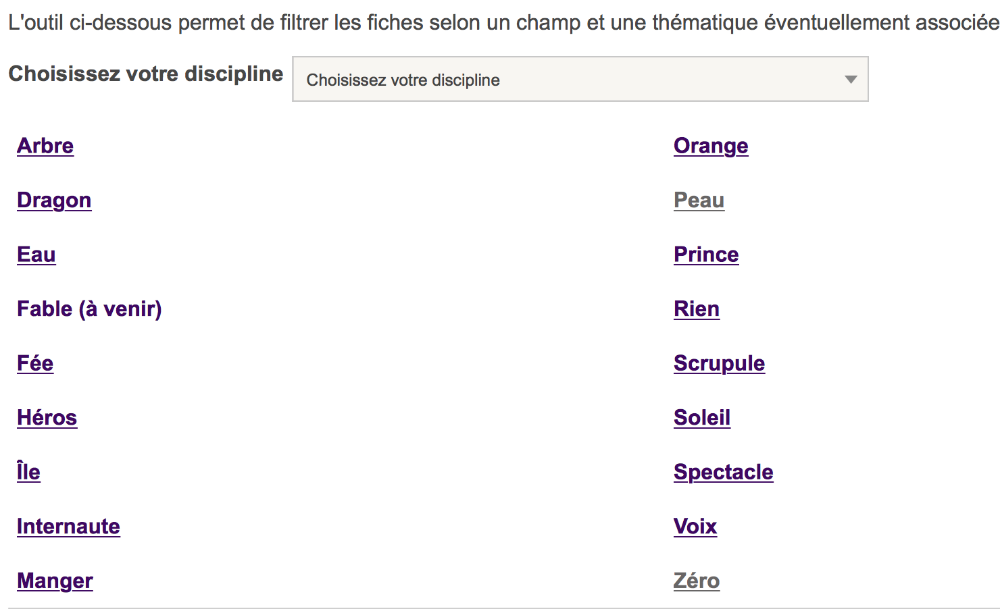 L'outil ci-dessous permet de filtrer les fiches selon un champ et une thématique éventuellement associée
Choisissez votre discipline
Choisissez votre discipline
Arbre
Dragon
Eau
Fable (à venir)
Fée
Héros
Île
Internaute
Manger
Orange
Peau
Prince
Rien
Scrupule
Soleil
Spectacle
Voix
Zéro